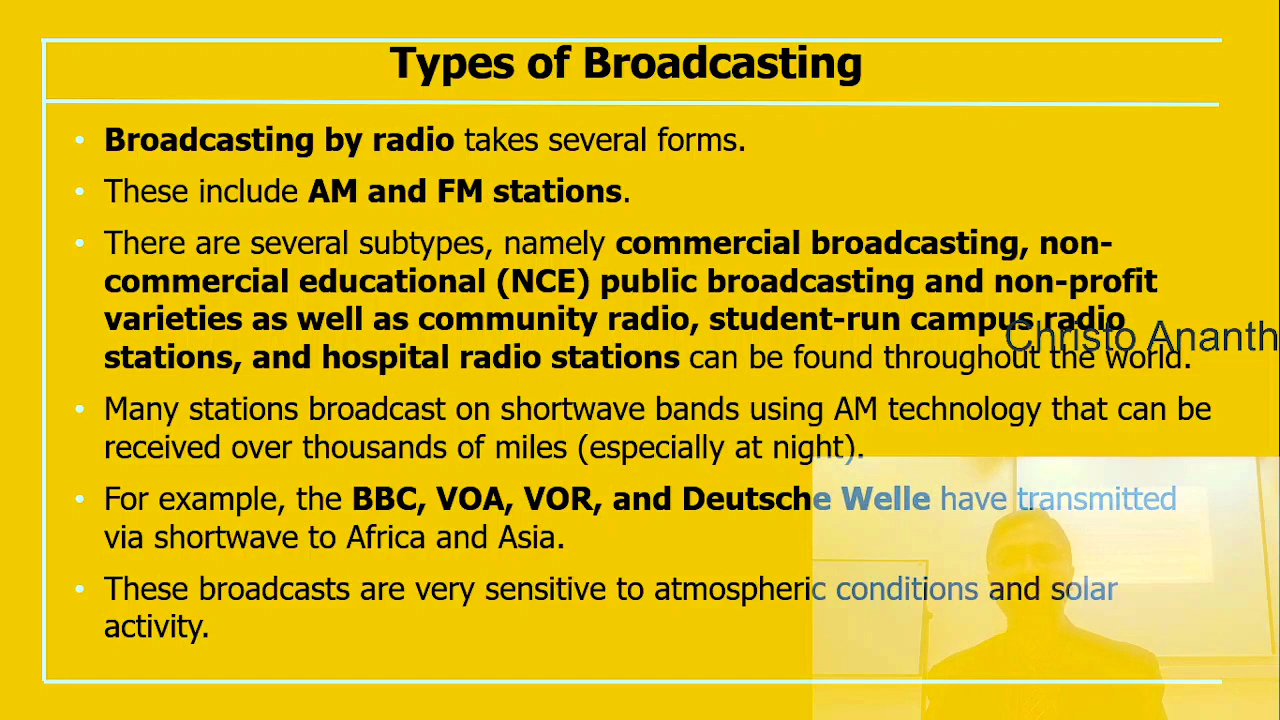 Types of Broadcasting
• Broadcasting by radio takes several forms.
• These include AM and FM stations.
• There are several subtypes, namely commercial broadcasting, non-
commercial educational (NCE) public broadcasting and non-profit
varieties as well as community radio, student-run campus radio
Christo Ananth
stations, and hospital radio stations can be found throughout the world.
• Many stations broadcast on shortwave bands using AM technology that can be
received over thousands of miles (especially at night).
• For example, the BBC, VOA, VOR, and Deutsche Welle have transmitted
via shortwave to Africa and Asia.
• These broadcasts are very sensitive to atmospheric conditions and solar
activity.